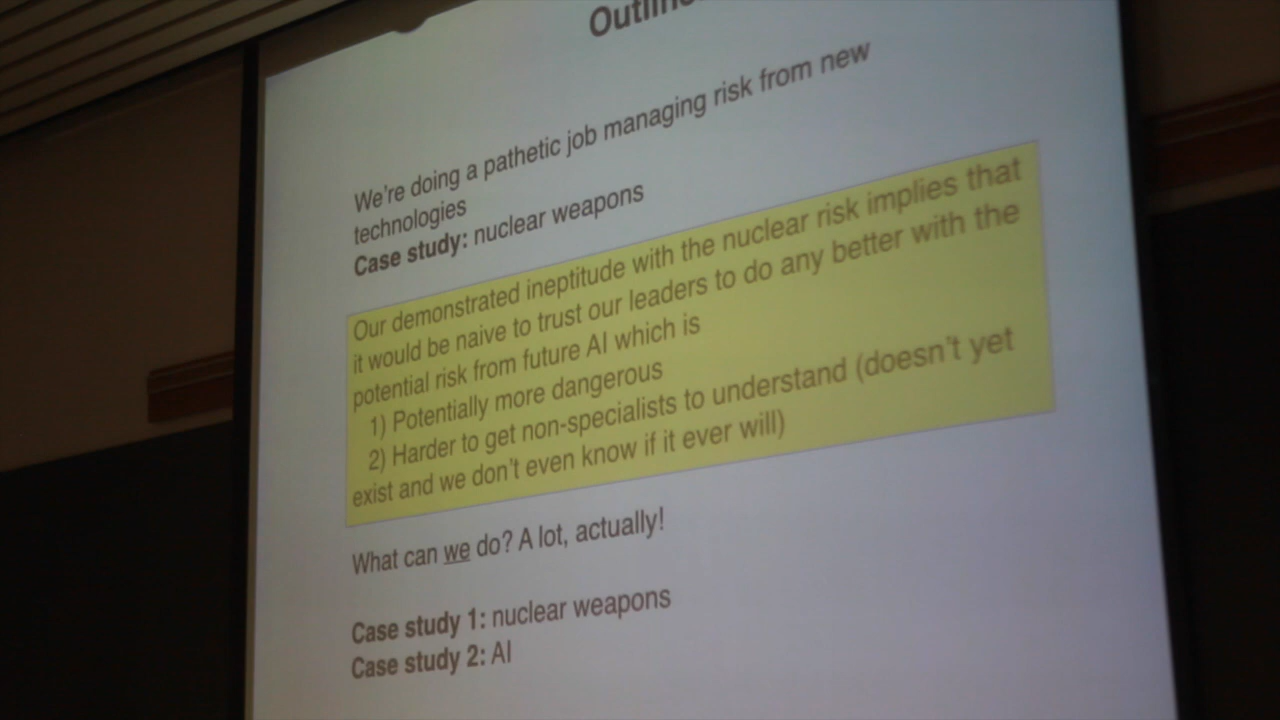 Outline
We're doing a pathetic job managing risk from new
technologies
Case study: nuclear weapons
Our demonstrated ineptitude with the nuclear risk implies that
it would be naive to trust our leaders to do any better with the
potential risk from future AI which is
1) Potentially more dangerous
2) Harder to get non-specialists to understand (doesn't yet
exist and we don't even know if it ever will)
What can we do? A lot, actually!
Case study 1: nuclear weapons
Case study 2: AI